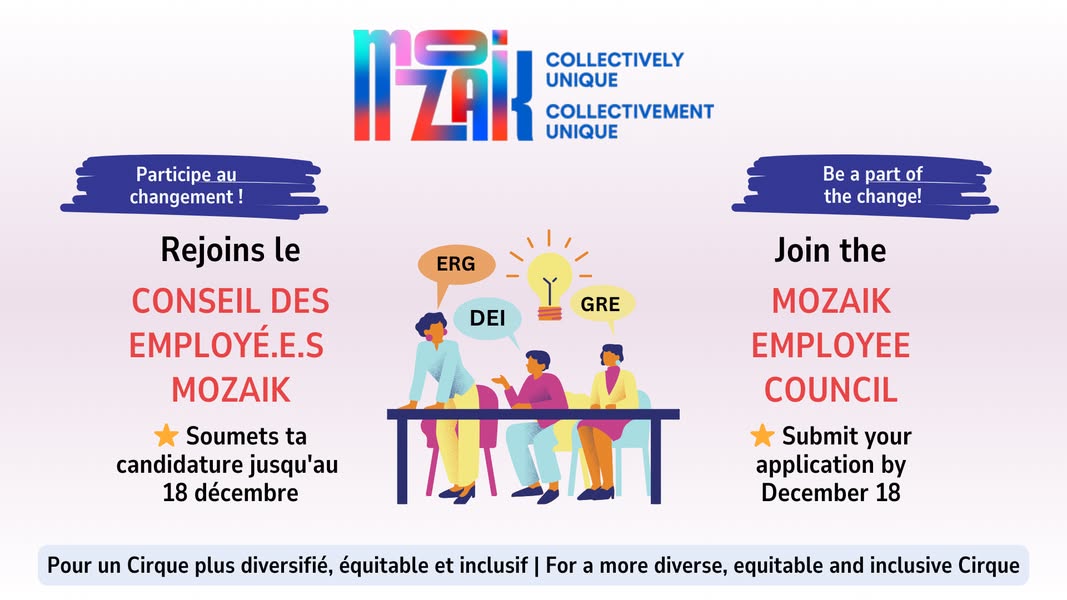 MOZAIK
COLLECTIVELY
UNIQUE
COLLECTIVEMENT
UNIQUE
Participe au
changement !
Rejoins le
CONSEIL DES
EMPLOYÉ.E.S
MOZAIK
⭐ Soumets ta
candidature jusqu'au
18 décembre
ERG
DEI
GRE
Be a part of
the change!
Join the
MOZAIK
EMPLOYEE
COUNCIL
⭐ Submit your
application by
December 18
Pour un Cirque plus diversifié, équitable et inclusif | For a more diverse, equitable and inclusive Cirque